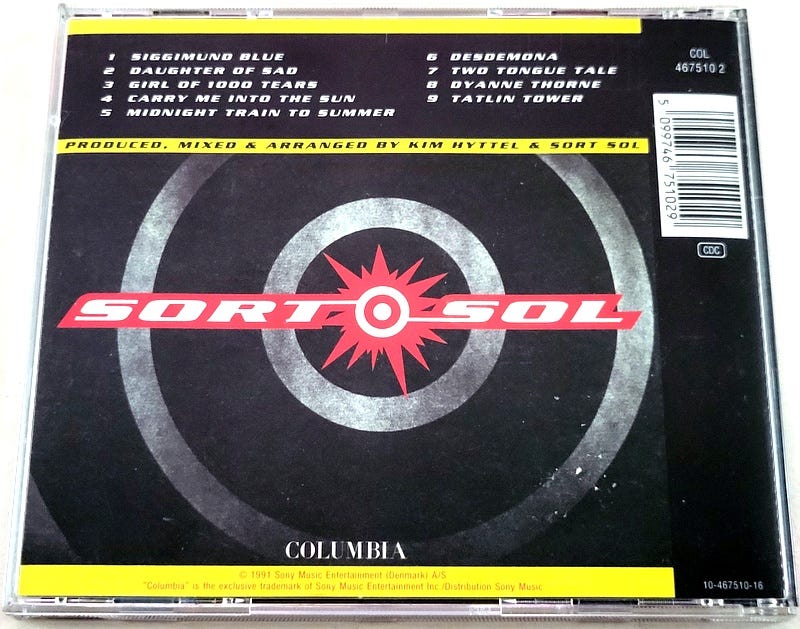 1 SIGGIMUND BLUE
2 DAUGHTER OF SAD
3 GIRL OF 1000 TEARS
4 CARRY ME INTO THE SUN
5 MIDNIGHT TRAIN TO SUMMER
6 DESDEMONA
7 TWO TONGUE TALE
8 DYANNE THORNE
9 TATLIN TOWER
COL
467510 2
5 099746 751029
CDC
PRODUCED, MIXED & ARRANGED BY KIM HYTTEL & SORT SOL
SORT SOL
COLUMBIA
© 1991 Sony Music Entertainment (Denmark) A/S
"Columbia" is the exclusive trademark of Sony Music Entertainment Inc./Distribution Sony Music
10-467510-16